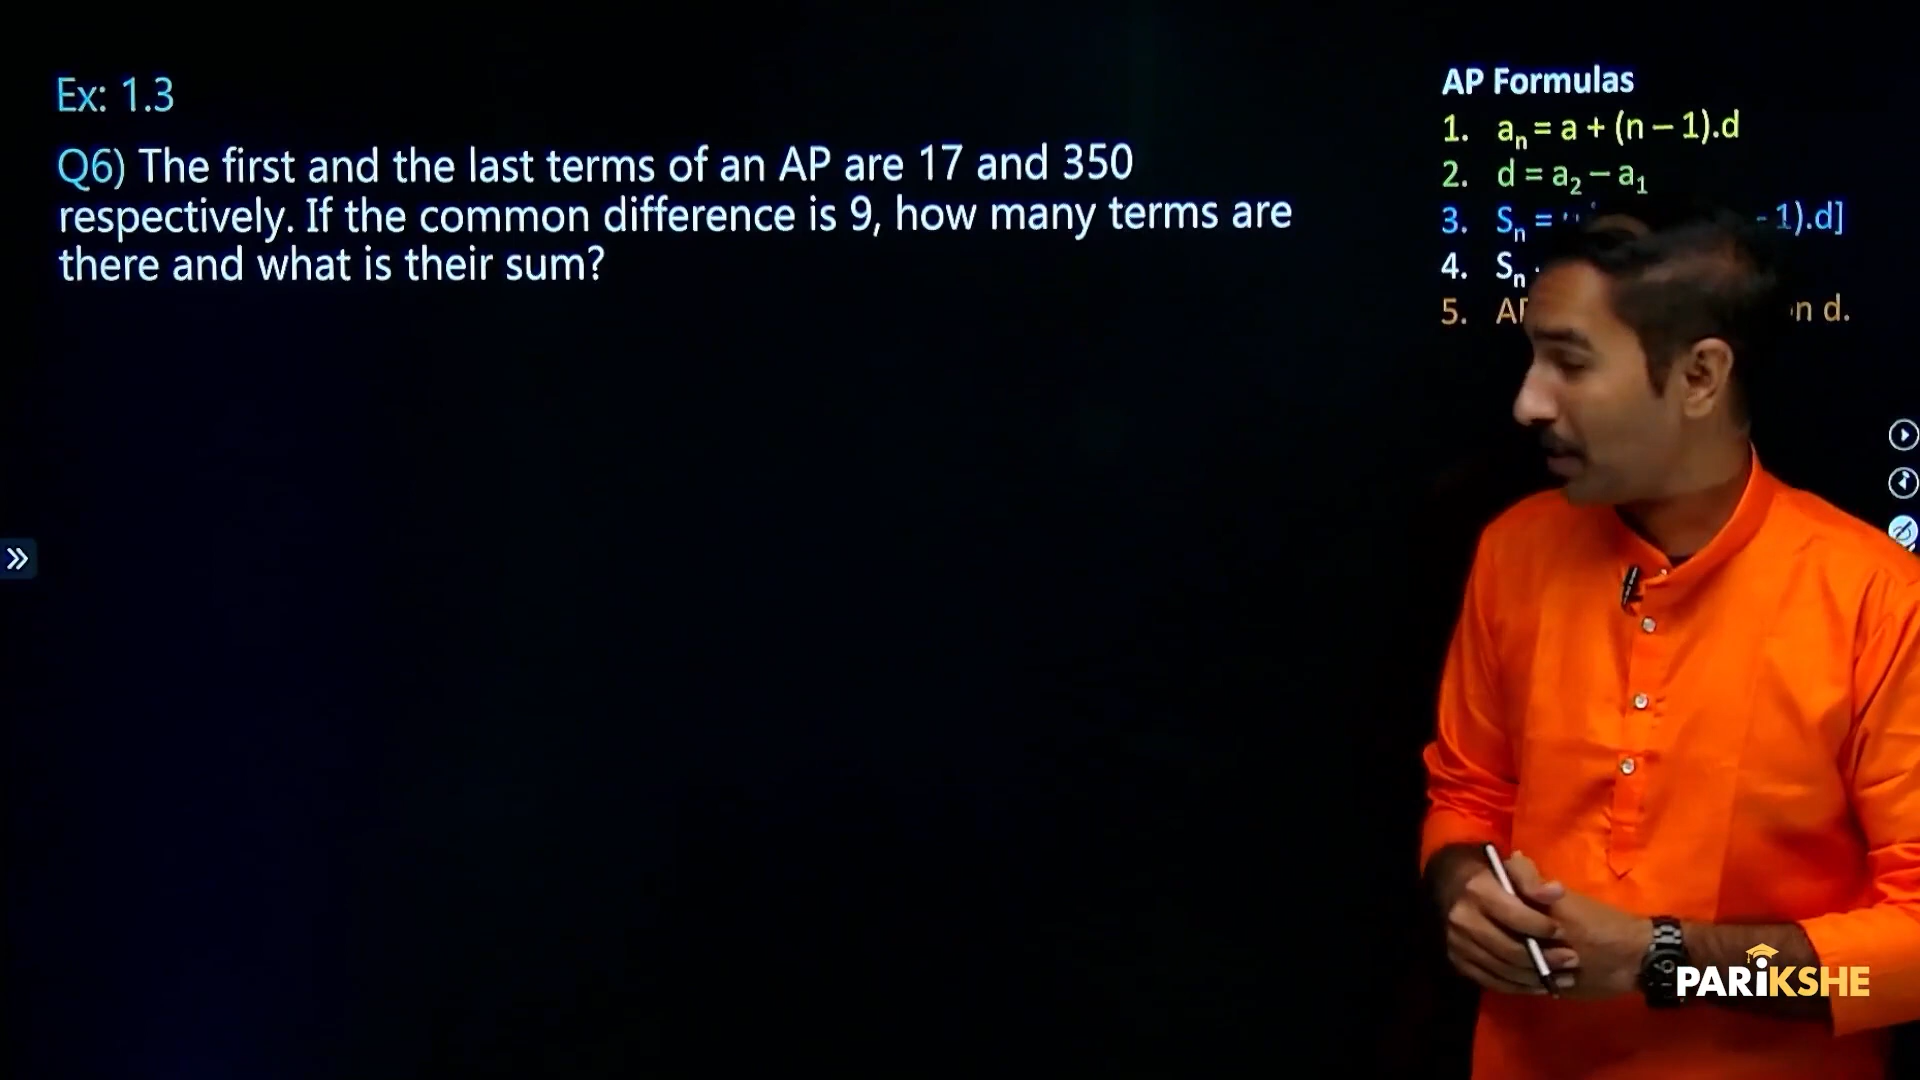 Ex: 1.3
Q6) The first and the last terms of an AP are 17 and 350
respectively. If the common difference is 9, how many terms are
there and what is their sum?
AP Formulas
1. aₙ = a + (n – 1).d
2. d = a₂ – a₁
3. Sₙ = - 1).d]
4. Sₙ
5. d.
PARiKSHE